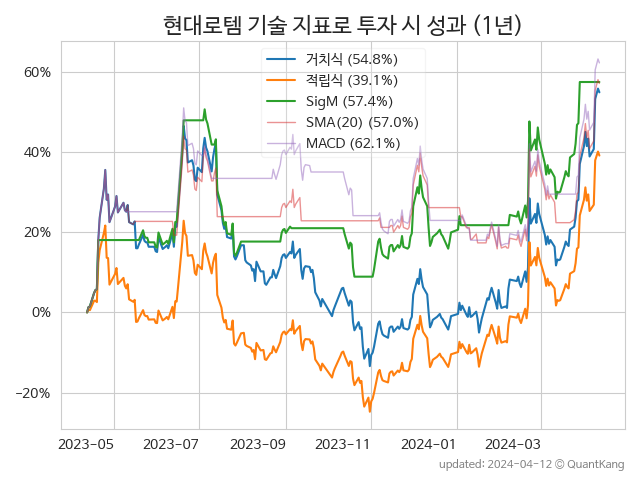 현대로템 기술 지표로 투자 시 성과 (1년)
거치식 (54.8%)
적립식 (39.1%)
SigM (57.4%)
SMA(20) (57.0%)
MACD (62.1%)
60%
40%
20%
0%
−20%
2023-05 2023-07 2023-09 2023-11 2024-01 2024-03
updated: 2024-04-12 © QuantKang